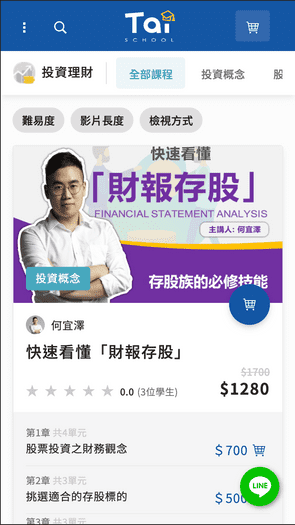 Tai
SCHOOL
投資理財
全部課程
投資概念
股
難易度
影片長度
檢視方式
快速看懂
「財報存股」
FINANCIAL STATEMENT ANALYSIS
主講人: 何宜澤
投資概念
存股族的必修技能
何宜澤
快速看懂「財報存股」
$1700
0.0 (3位學生)
$1280
第1章 共4單元
股票投資之財務觀念
$700
第2章 共3單元
挑選適合的存股標的
$500
LINE
第3章 共3單元